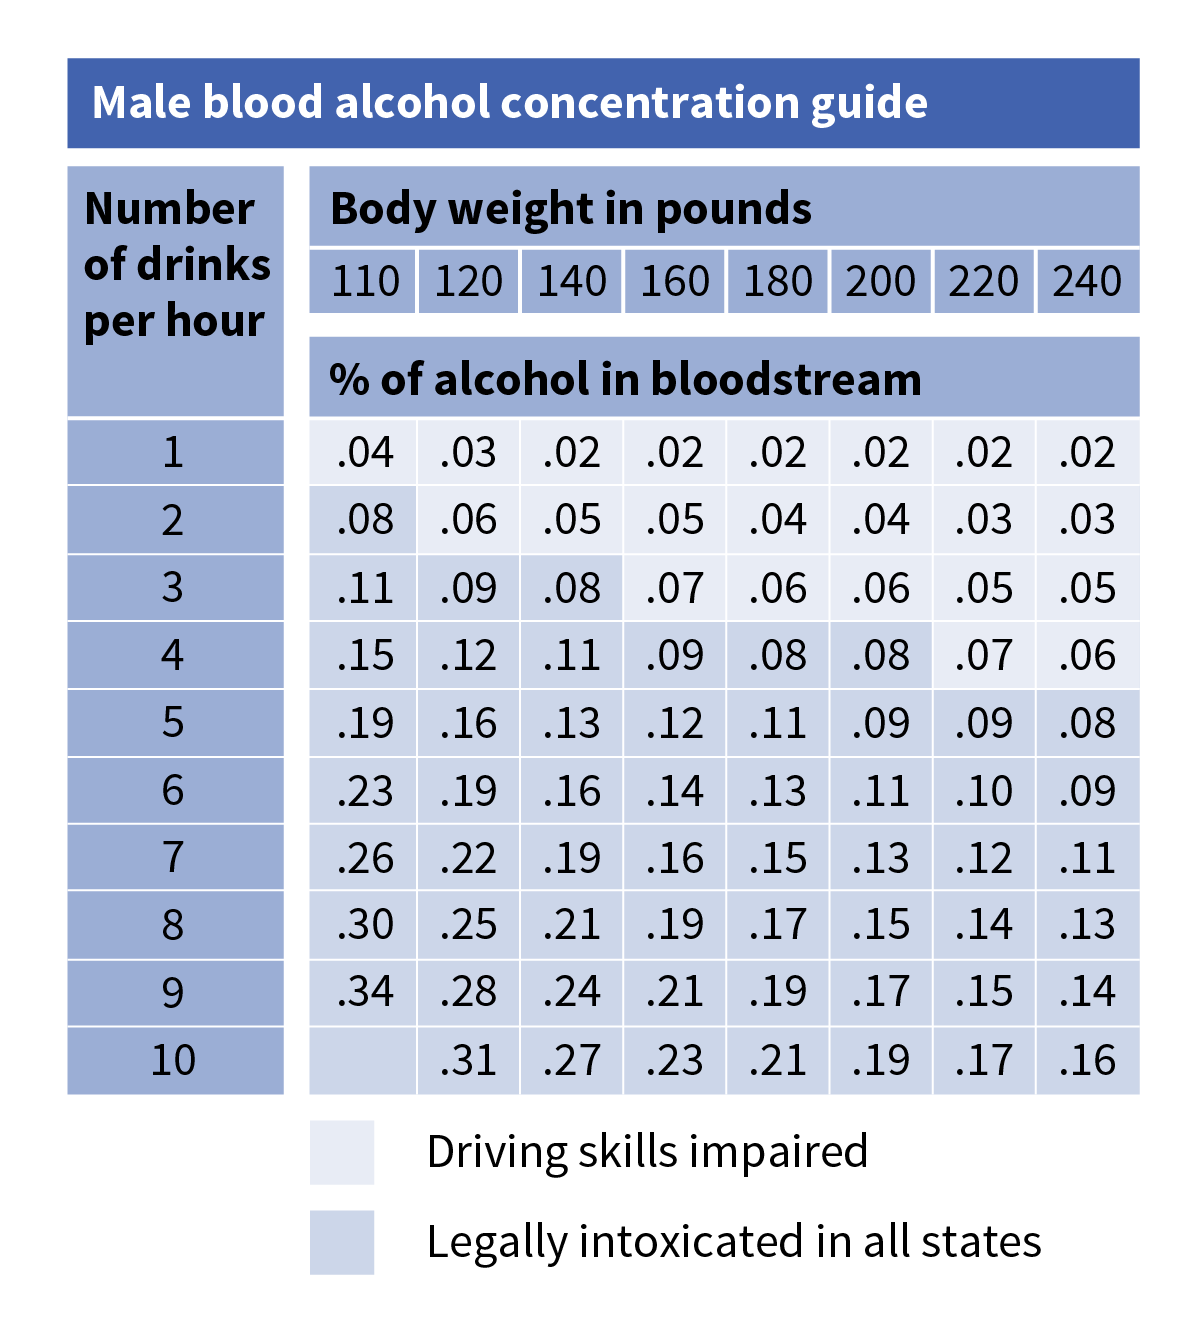 Male blood alcohol concentration guide
Number
of drinks
per hour
Body weight in pounds
110 120 140 160 180 200 220 240
% of alcohol in bloodstream
1 .04 .03 .02 .02 .02 .02 .02 .02
2 .08 .06 .05 .05 .04 .04 .03 .03
3 .11 .09 .08 .07 .06 .06 .05 .05
4 .15 .12 .11 .09 .08 .08 .07 .06
5 .19 .16 .13 .12 .11 .09 .09 .08
6 .23 .19 .16 .14 .13 .11 .10 .09
7 .26 .22 .19 .16 .15 .13 .12 .11
8 .30 .25 .21 .19 .17 .15 .14 .13
9 .34 .28 .24 .21 .19 .17 .15 .14
10 .31 .27 .23 .21 .19 .17 .16
Driving skills impaired
Legally intoxicated in all states